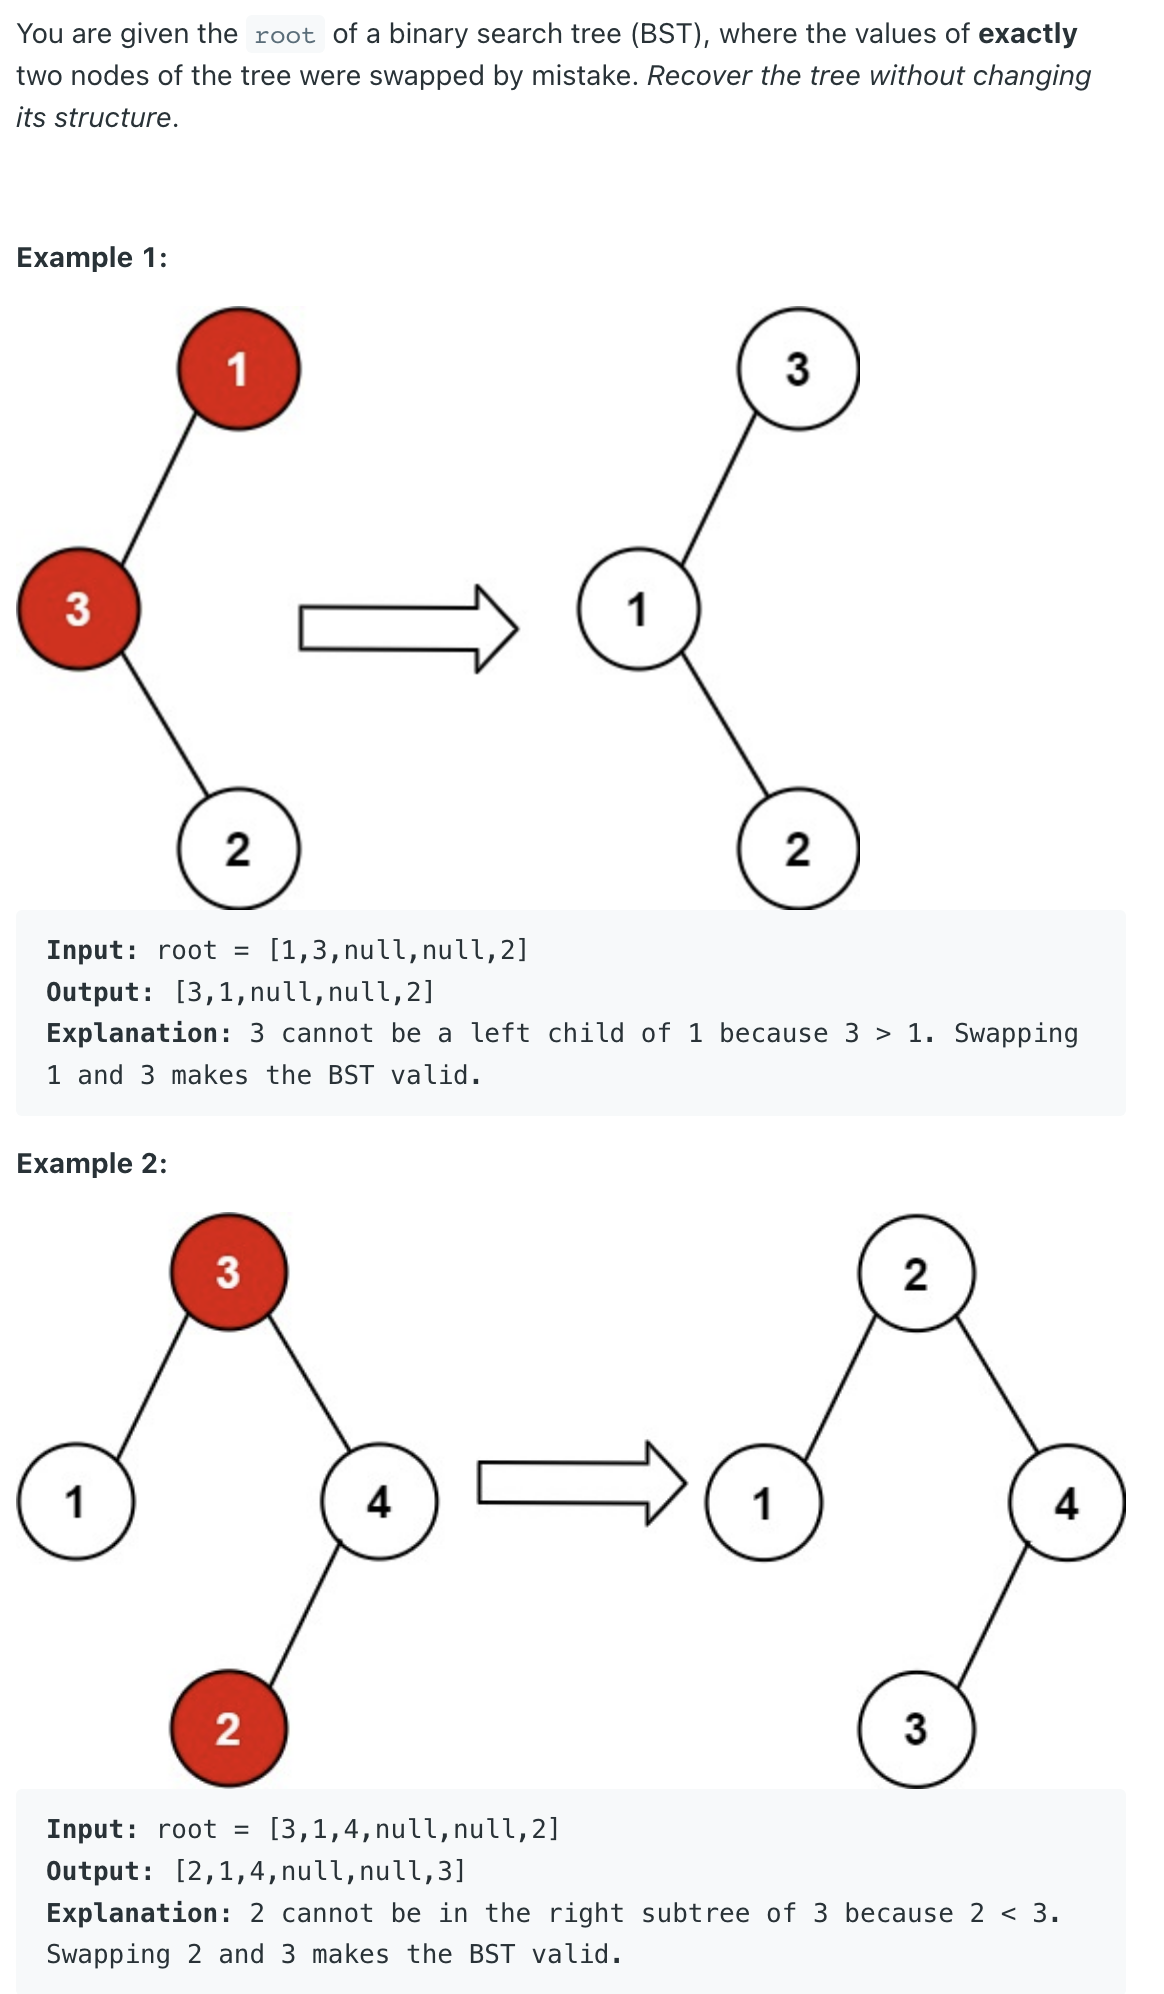 You are given the root of a binary search tree (BST), where the values of exactly
two nodes of the tree were swapped by mistake. Recover the tree without changing
its structure.
Example 1:
1
3
3
1
2
2
Input: root = [1,3,null,null,2]
Output: [3,1,null,null,2]
Explanation: 3 cannot be a left child of 1 because 3 > 1. Swapping
1 and 3 makes the BST valid.
Example 2:
3
2
1
4
1
4
2
3
Input: root = [3,1,4,null,null,2]
Output: [2,1,4,null,null,3]
Explanation: 2 cannot be in the right subtree of 3 because 2 < 3.
Swapping 2 and 3 makes the BST valid.